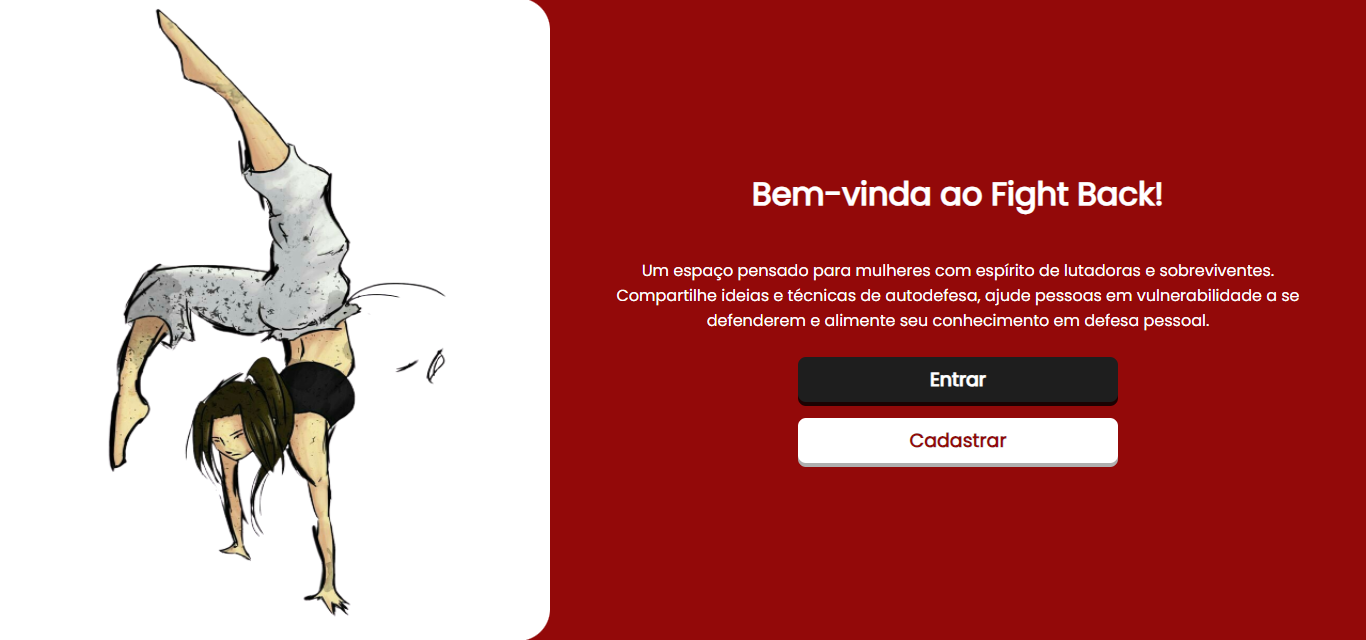 Bem-vinda ao Fight Back!
Um espaço pensado para mulheres com espírito de lutadoras e sobreviventes.
Compartilhe ideias e técnicas de autodefesa, ajude pessoas em vulnerabilidade a se
defenderem e alimente seu conhecimento em defesa pessoal.
Entrar
Cadastrar